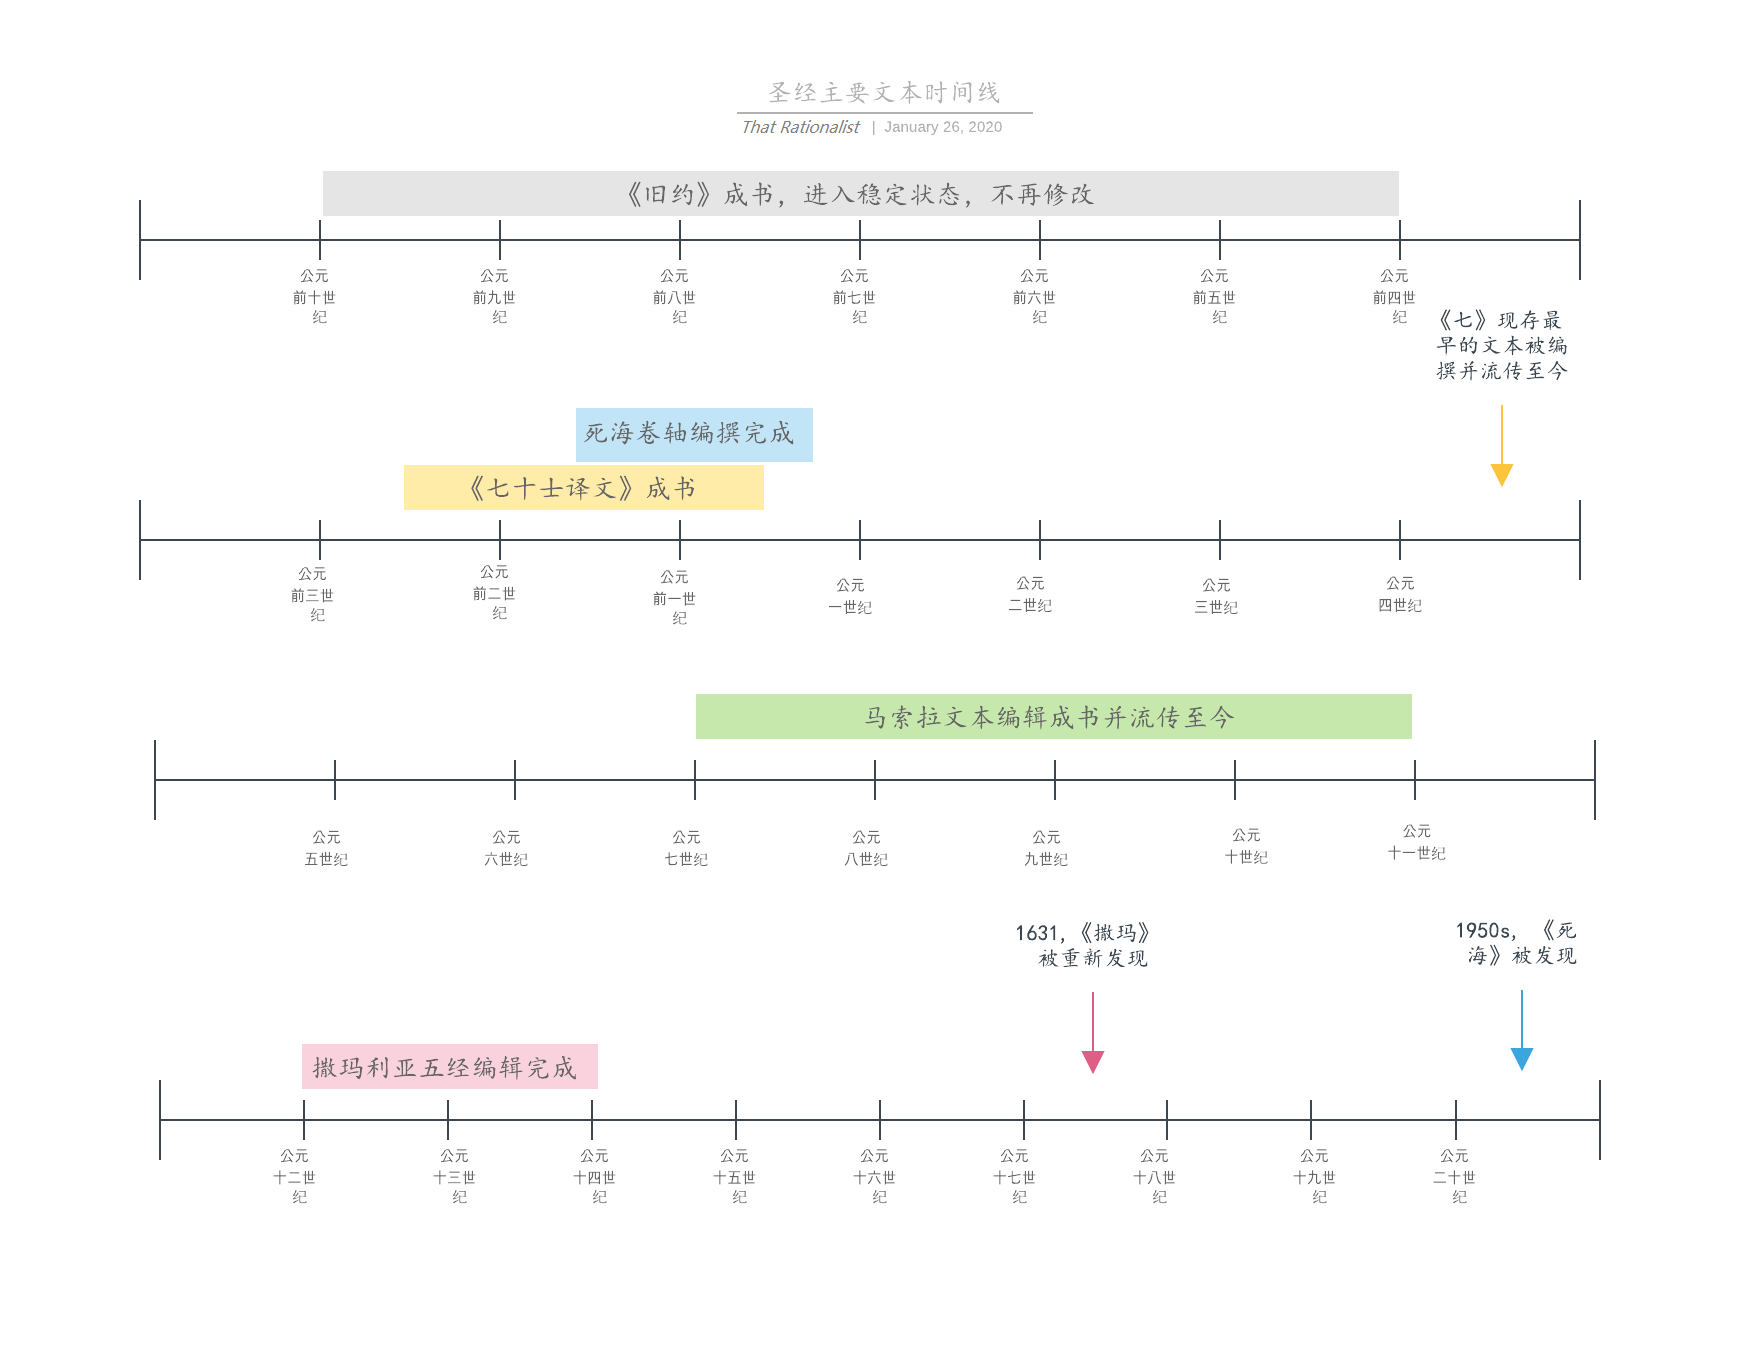 圣经主要文本时间线
That Rationalist | January 26, 2020
《旧约》成书，进入稳定状态，不再修改
公元
前十世
纪
公元
前九世
纪
公元
前八世
纪
公元
前七世
纪
公元
前六世
纪
公元
前五世
纪
公元
前四世
纪
《七》现存最
早的文本被编
撰并流传至今
死海卷轴编撰完成
《七十士译文》成书
公元
前三世
纪
公元
前二世
纪
公元
前一世
纪
公元
一世纪
公元
二世纪
公元
三世纪
公元
四世纪
马索拉文本编辑成书并流传至今
公元
五世纪
公元
六世纪
公元
七世纪
公元
八世纪
公元
九世纪
公元
十世纪
公元
十一世纪
1631，《撒玛》
被重新发现
1950s，《死
海》被发现
撒玛利亚五经编辑完成
公元
十二世
纪
公元
十三世
纪
公元
十四世
纪
公元
十五世
纪
公元
十六世
纪
公元
十七世
纪
公元
十八世
纪
公元
十九世
纪
公元
二十世
纪